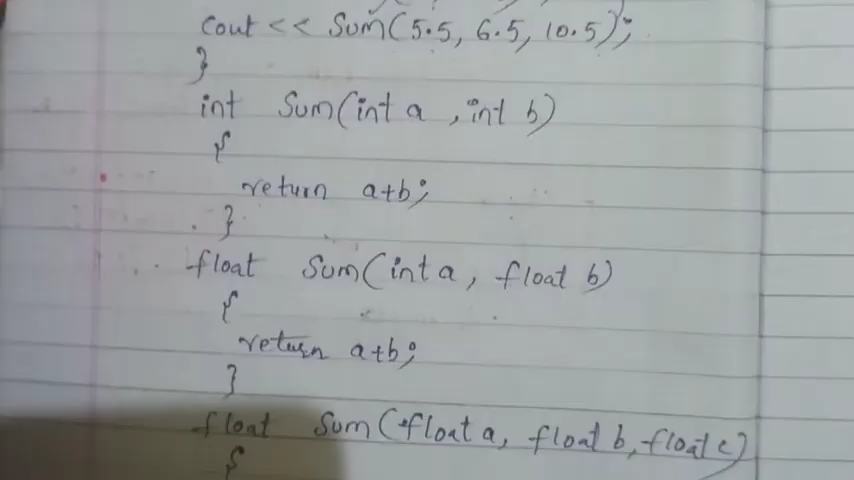 cout << Sum(5.5, 6.5, 10.5);
}
int Sum(int a, int b)
{
return a+b;
}
float Sum(int a, float b)
{
return a+b;
}
float Sum(float a, float b, float c)
{